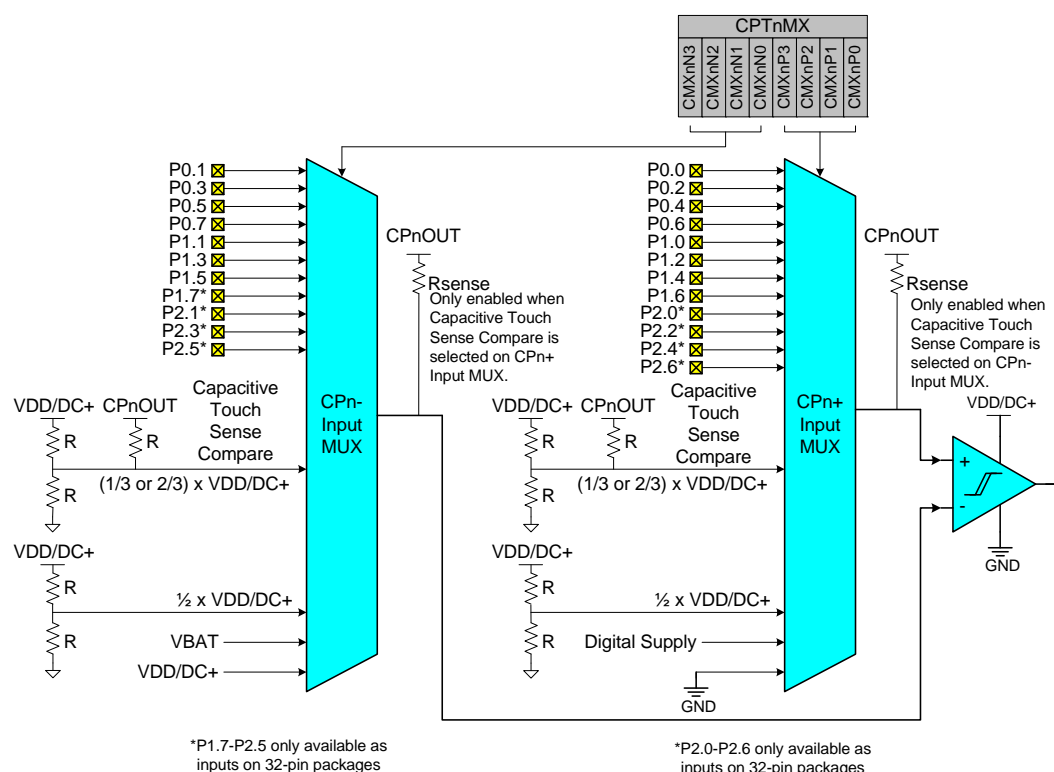 CPTnMX
CMXnN3
CMXnN2
CMXnN1
CMXnN0
CMXnP3
CMXnP2
CMXnP1
CMXnP0
P0.1
P0.3
P0.5
P0.7
P1.1
P1.3
P1.5
P1.7*
P2.1*
P2.3*
P2.5*
CPnOUT
Rsense
Only enabled when
Capacitive Touch
Sense Compare is
selected on CPn+
Input MUX.
VDD/DC+
R
R
CPnOUT
R
Capacitive
Touch
Sense
Compare
(1/3 or 2/3) x VDD/DC+
CPn-
Input
MUX
VDD/DC+
R
R
½ x VDD/DC+
VBAT
VDD/DC+
*P1.7-P2.5 only available as
inputs on 32-pin packages
P0.0
P0.2
P0.4
P0.6
P1.0
P1.2
P1.4
P1.6
P2.0*
P2.2*
P2.4*
P2.6*
CPnOUT
Rsense
Only enabled when
Capacitive Touch
Sense Compare is
selected on CPn-
Input MUX.
VDD/DC+
R
R
CPnOUT
R
Capacitive
Touch
Sense
Compare
(1/3 or 2/3) x VDD/DC+
CPn+
Input
MUX
VDD/DC+
+
-
GND
VDD/DC+
R
R
½ x VDD/DC+
Digital Supply
GND
*P2.0-P2.6 only available as
inputs on 32-pin packages